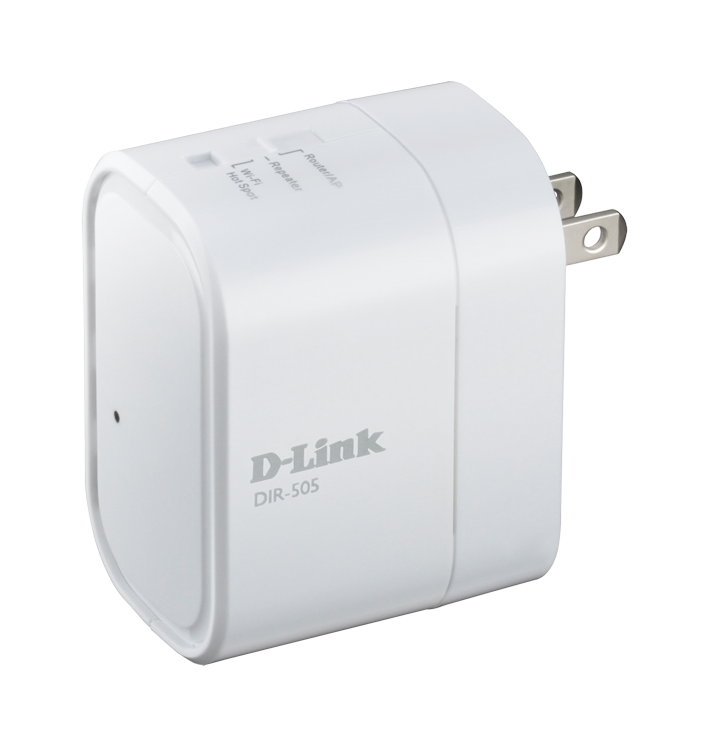 Router/AP
Repeater
Wi-Fi
Hot Spot
D-Link
DIR-505